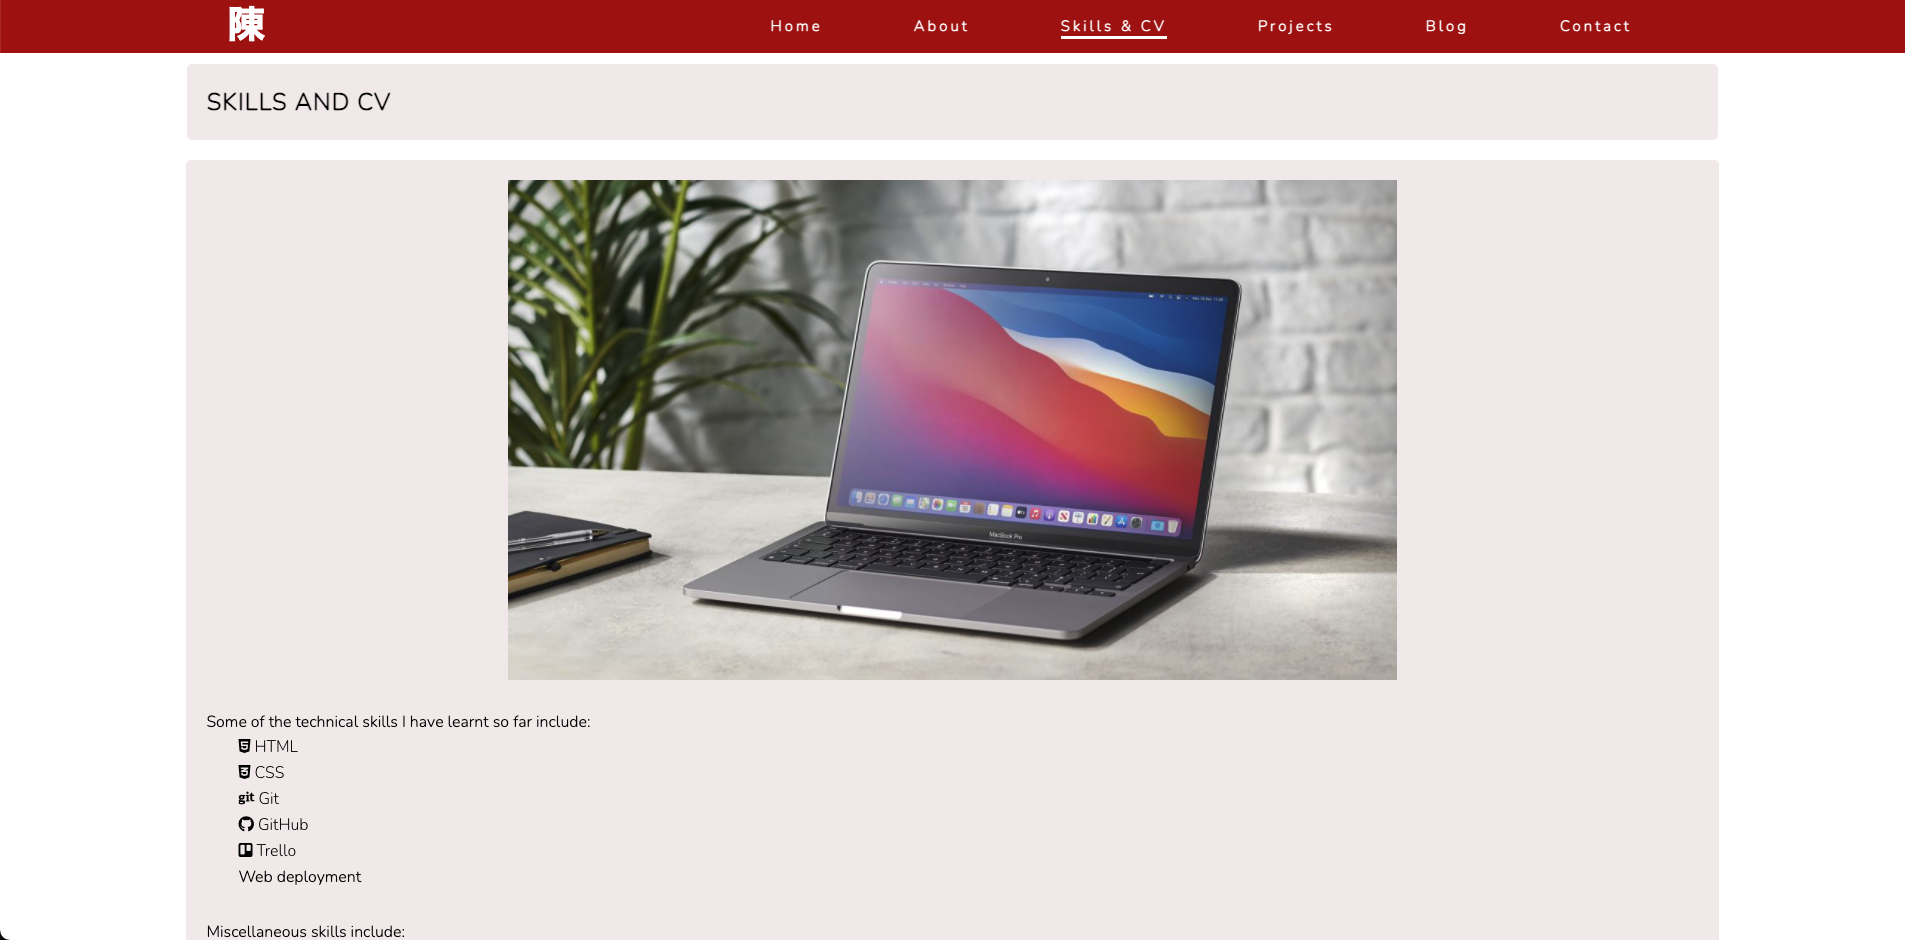 陳
Home About Skills & CV Projects Blog Contact
SKILLS AND CV
MacBook Pro
Some of the technical skills I have learnt so far include:
HTML
CSS
git Git
GitHub
Trello
Web deployment
Miscellaneous skills include: